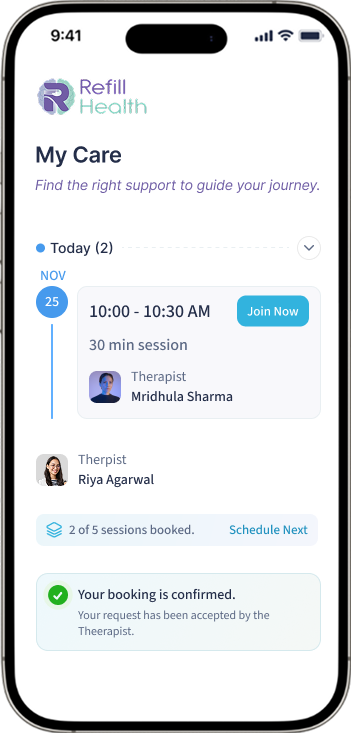 9:41
Refill
Health
My Care
Find the right support to guide your journey.
Today (2)
NOV
25
10:00 - 10:30 AM
Join Now
30 min session
Therapist
Mridhula Sharma
Therpist
Riya Agarwal
2 of 5 sessions booked.
Schedule Next
Your booking is confirmed.
Your request has been accepted by the
Theerapist.